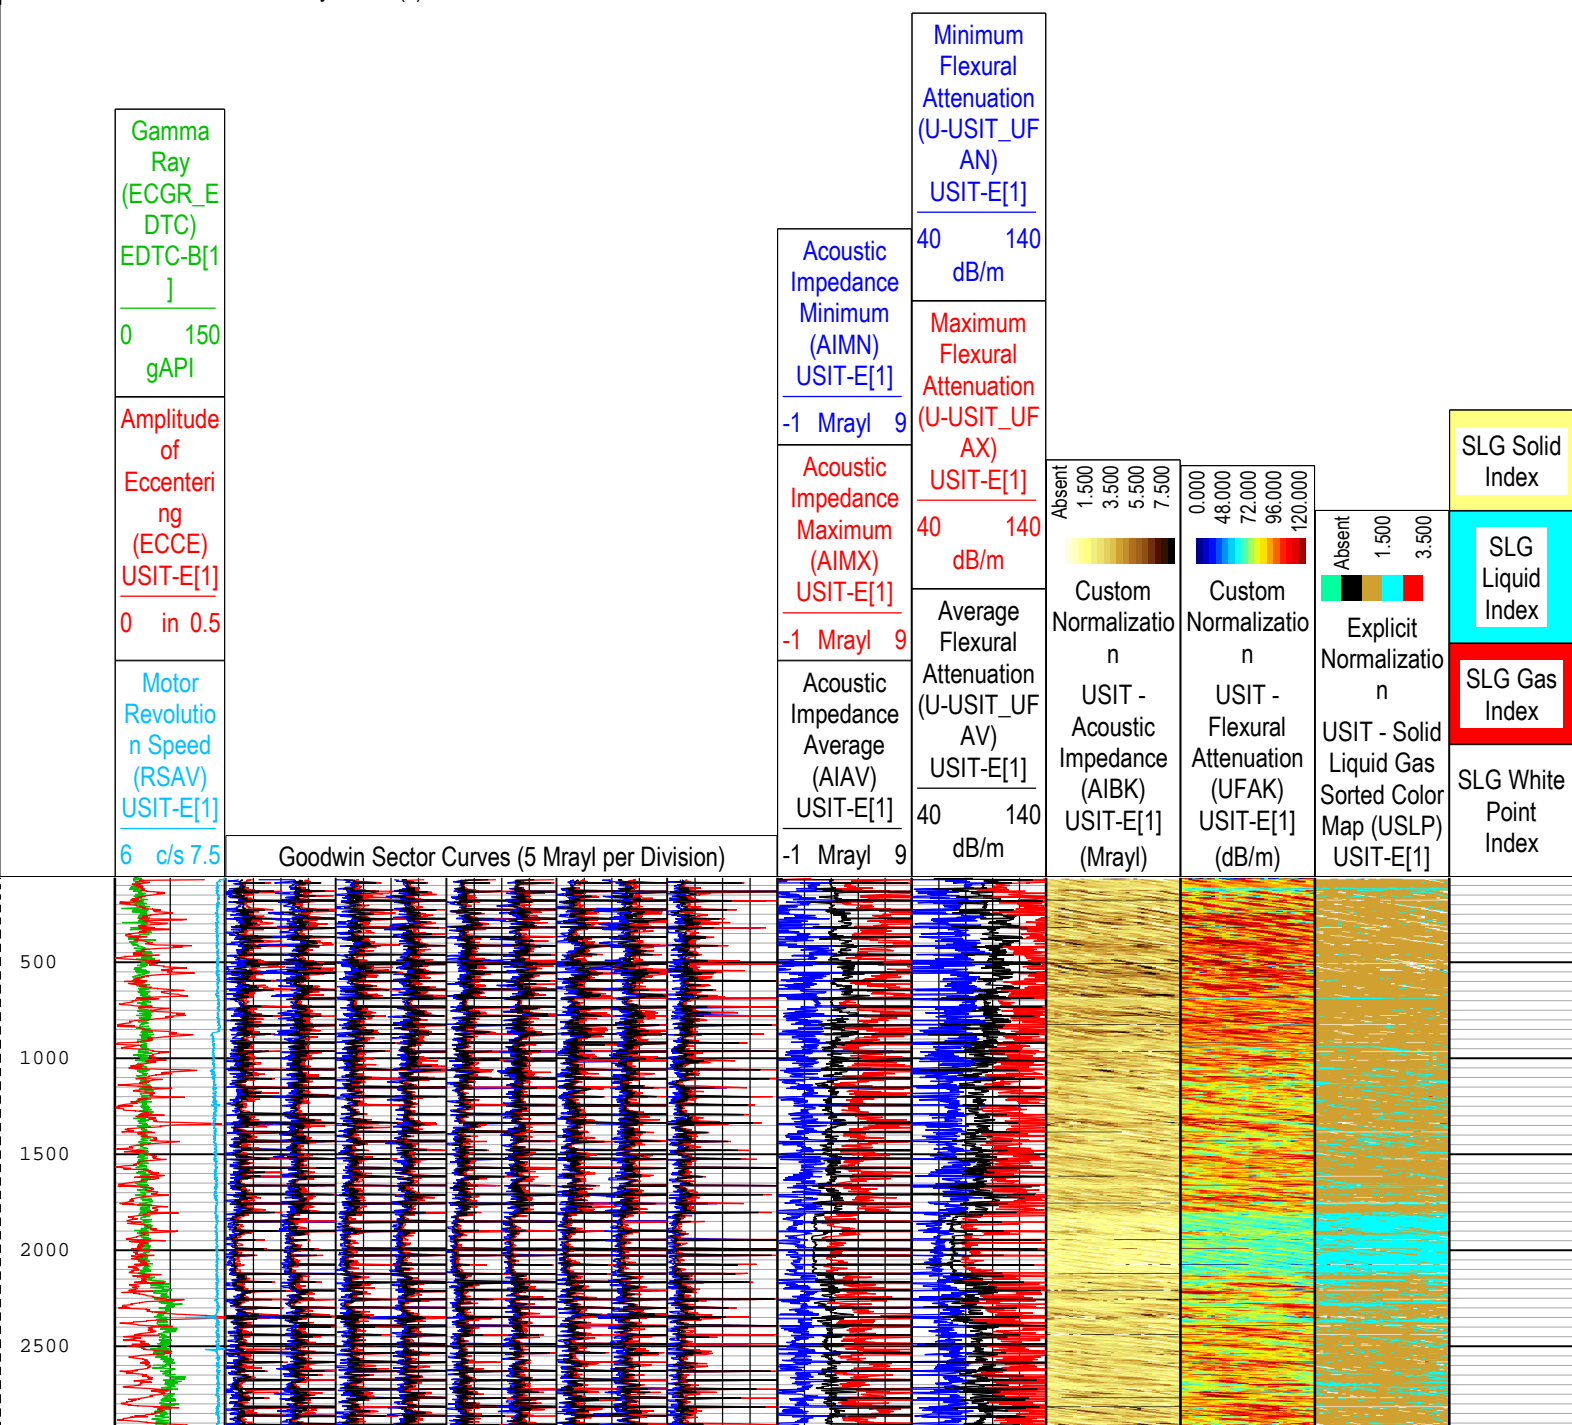 Gamma
Ray
(ECGR_E
DTC)
EDTC-B[1
]
0 150
gAPI
Amplitude
of
Eccenteri
ng
(ECCE)
USIT-E[1]
0 in 0.5
Motor
Revolutio
n Speed
(RSAV)
USIT-E[1]
6 c/s 7.5
Goodwin Sector Curves (5 Mrayl per Division)
Acoustic
Impedance
Minimum
(AIMN)
USIT-E[1]
-1 Mrayl 9
Acoustic
Impedance
Maximum
(AIMX)
USIT-E[1]
-1 Mrayl 9
Acoustic
Impedance
Average
(AIAV)
USIT-E[1]
-1 Mrayl 9
Minimum
Flexural
Attenuation
(U-USIT_UF
AN)
USIT-E[1]
40 140
dB/m
Maximum
Flexural
Attenuation
(U-USIT_UF
AX)
USIT-E[1]
40 140
dB/m
Average
Flexural
Attenuation
(U-USIT_UF
AV)
USIT-E[1]
40 140
dB/m
Absent
1.500
3.500
5.500
7.500
Custom
Normalizatio
n
USIT -
Acoustic
Impedance
(AIBK)
USIT-E[1]
(Mrayl)
0.000
48.000
72.000
96.000
120.000
Custom
Normalizatio
n
USIT -
Flexural
Attenuation
(UFAK)
USIT-E[1]
(dB/m)
Absent
1.500
3.500
Explicit
Normalizatio
n
USIT - Solid
Liquid Gas
Sorted Color
Map (USLP)
USIT-E[1]
SLG Solid
Index
SLG
Liquid
Index
SLG Gas
Index
SLG White
Point
Index
500
1000
1500
2000
2500